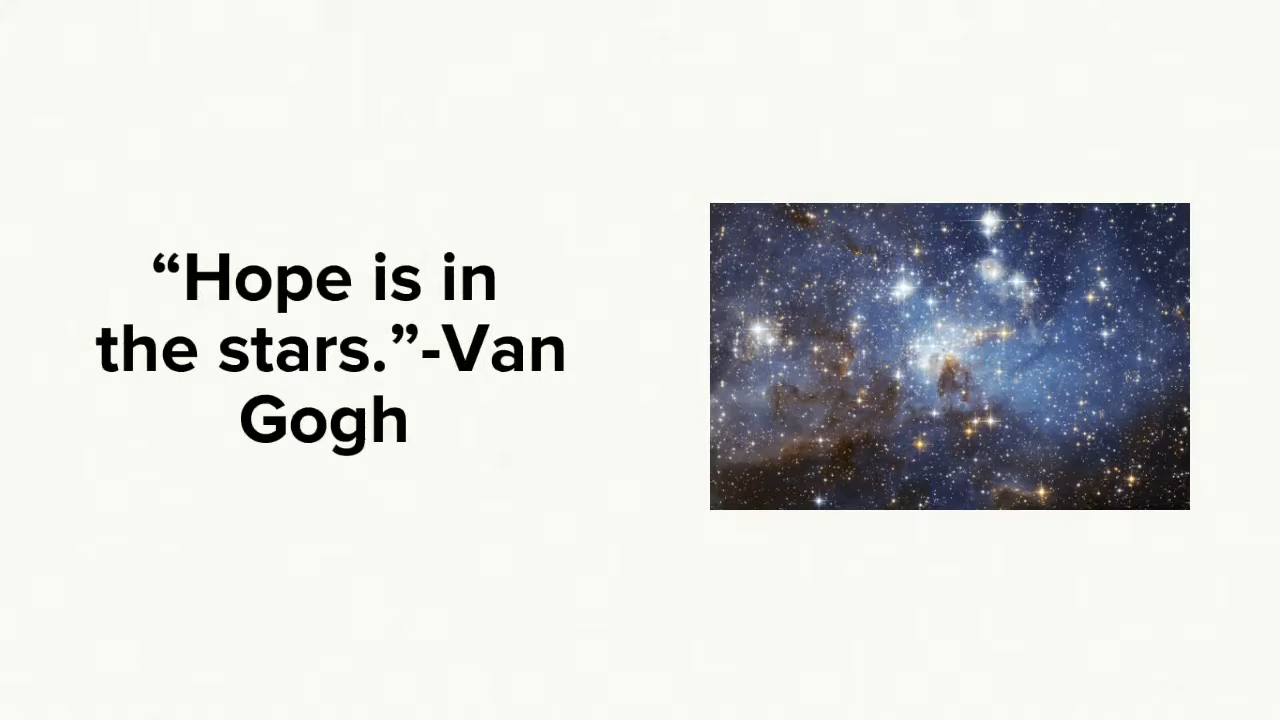 “Hope is in
the stars.”-Van
Gogh